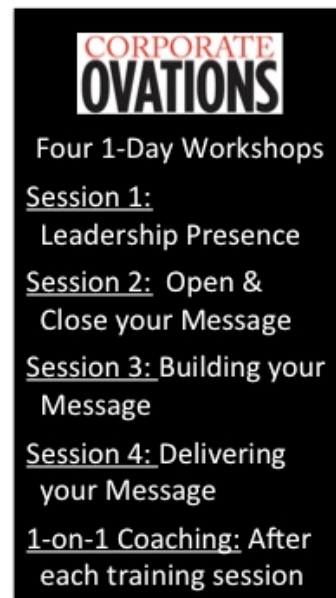 CORPORATE
OVATIONS
Four 1-Day Workshops
Session 1:
Leadership Presence
Session 2: Open &
Close your Message
Session 3: Building your
Message
Session 4: Delivering
your Message
1-on-1 Coaching: After
each training session